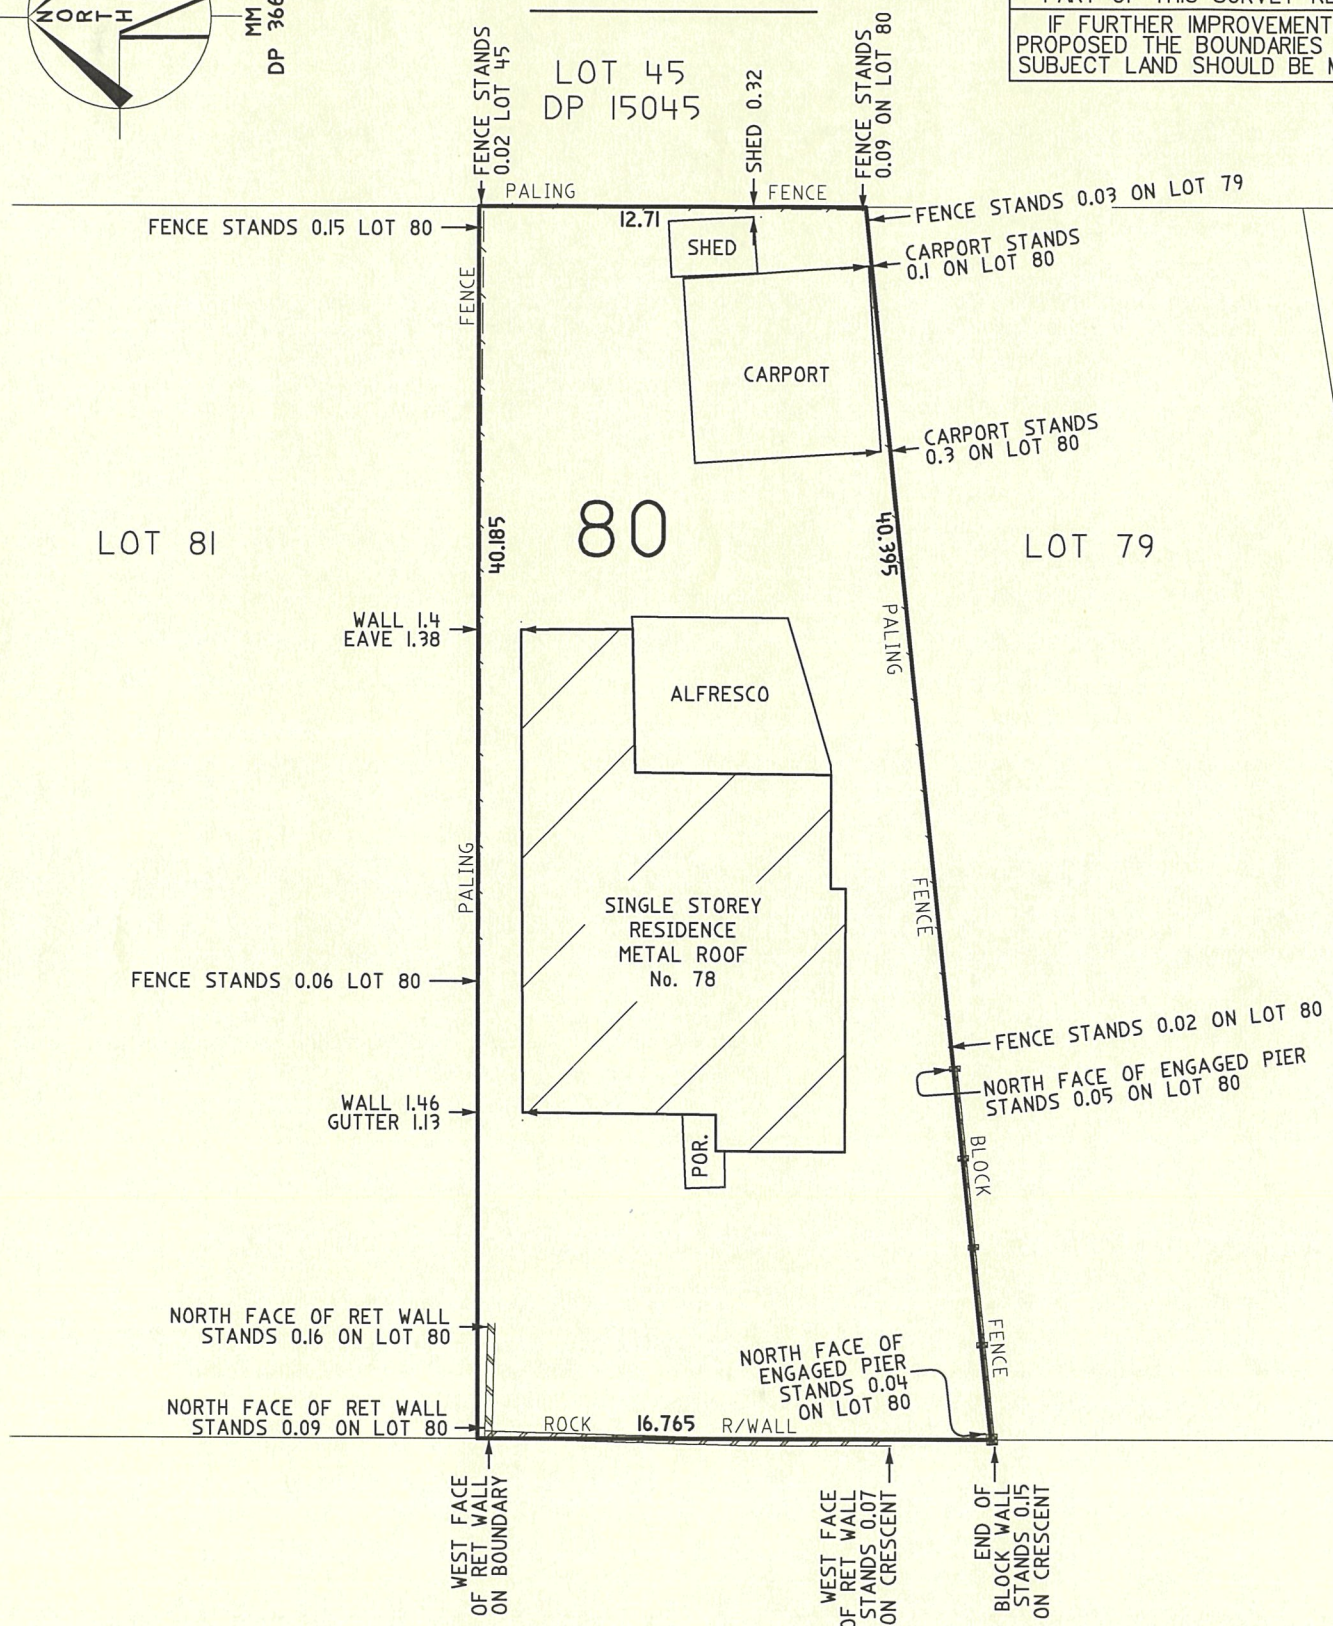 NORTH
MM
DP 366
PART OF THIS SURVEY RE
IF FURTHER IMPROVEMENT
PROPOSED THE BOUNDARIES
SUBJECT LAND SHOULD BE M
LOT 45
DP 15045
FENCE STANDS
0.02 LOT 45
SHED 0.32
FENCE STANDS
0.09 ON LOT 80
PALING
FENCE
12.71
FENCE STANDS 0.15 LOT 80
FENCE STANDS 0.03 ON LOT 79
SHED
CARPORT STANDS
0.1 ON LOT 80
FENCE
CARPORT
CARPORT STANDS
0.3 ON LOT 80
LOT 81
40.185
80
40.395
LOT 79
WALL 1.4
EAVE 1.38
PALING
ALFRESCO
PALING
SINGLE STOREY
RESIDENCE
METAL ROOF
No. 78
FENCE
FENCE STANDS 0.06 LOT 80
FENCE STANDS 0.02 ON LOT 80
NORTH FACE OF ENGAGED PIER
STANDS 0.05 ON LOT 80
WALL 1.46
GUTTER 1.13
POR.
BLOCK
FENCE
NORTH FACE OF RET WALL
STANDS 0.16 ON LOT 80
NORTH FACE OF
ENGAGED PIER
STANDS 0.04
ON LOT 80
NORTH FACE OF RET WALL
STANDS 0.09 ON LOT 80
ROCK
16.765
R/WALL
WEST FACE
OF RET WALL
ON BOUNDARY
WEST FACE
OF RET WALL
STANDS 0.07
ON CRESCENT
END OF
BLOCK WALL
STANDS 0.15
ON CRESCENT